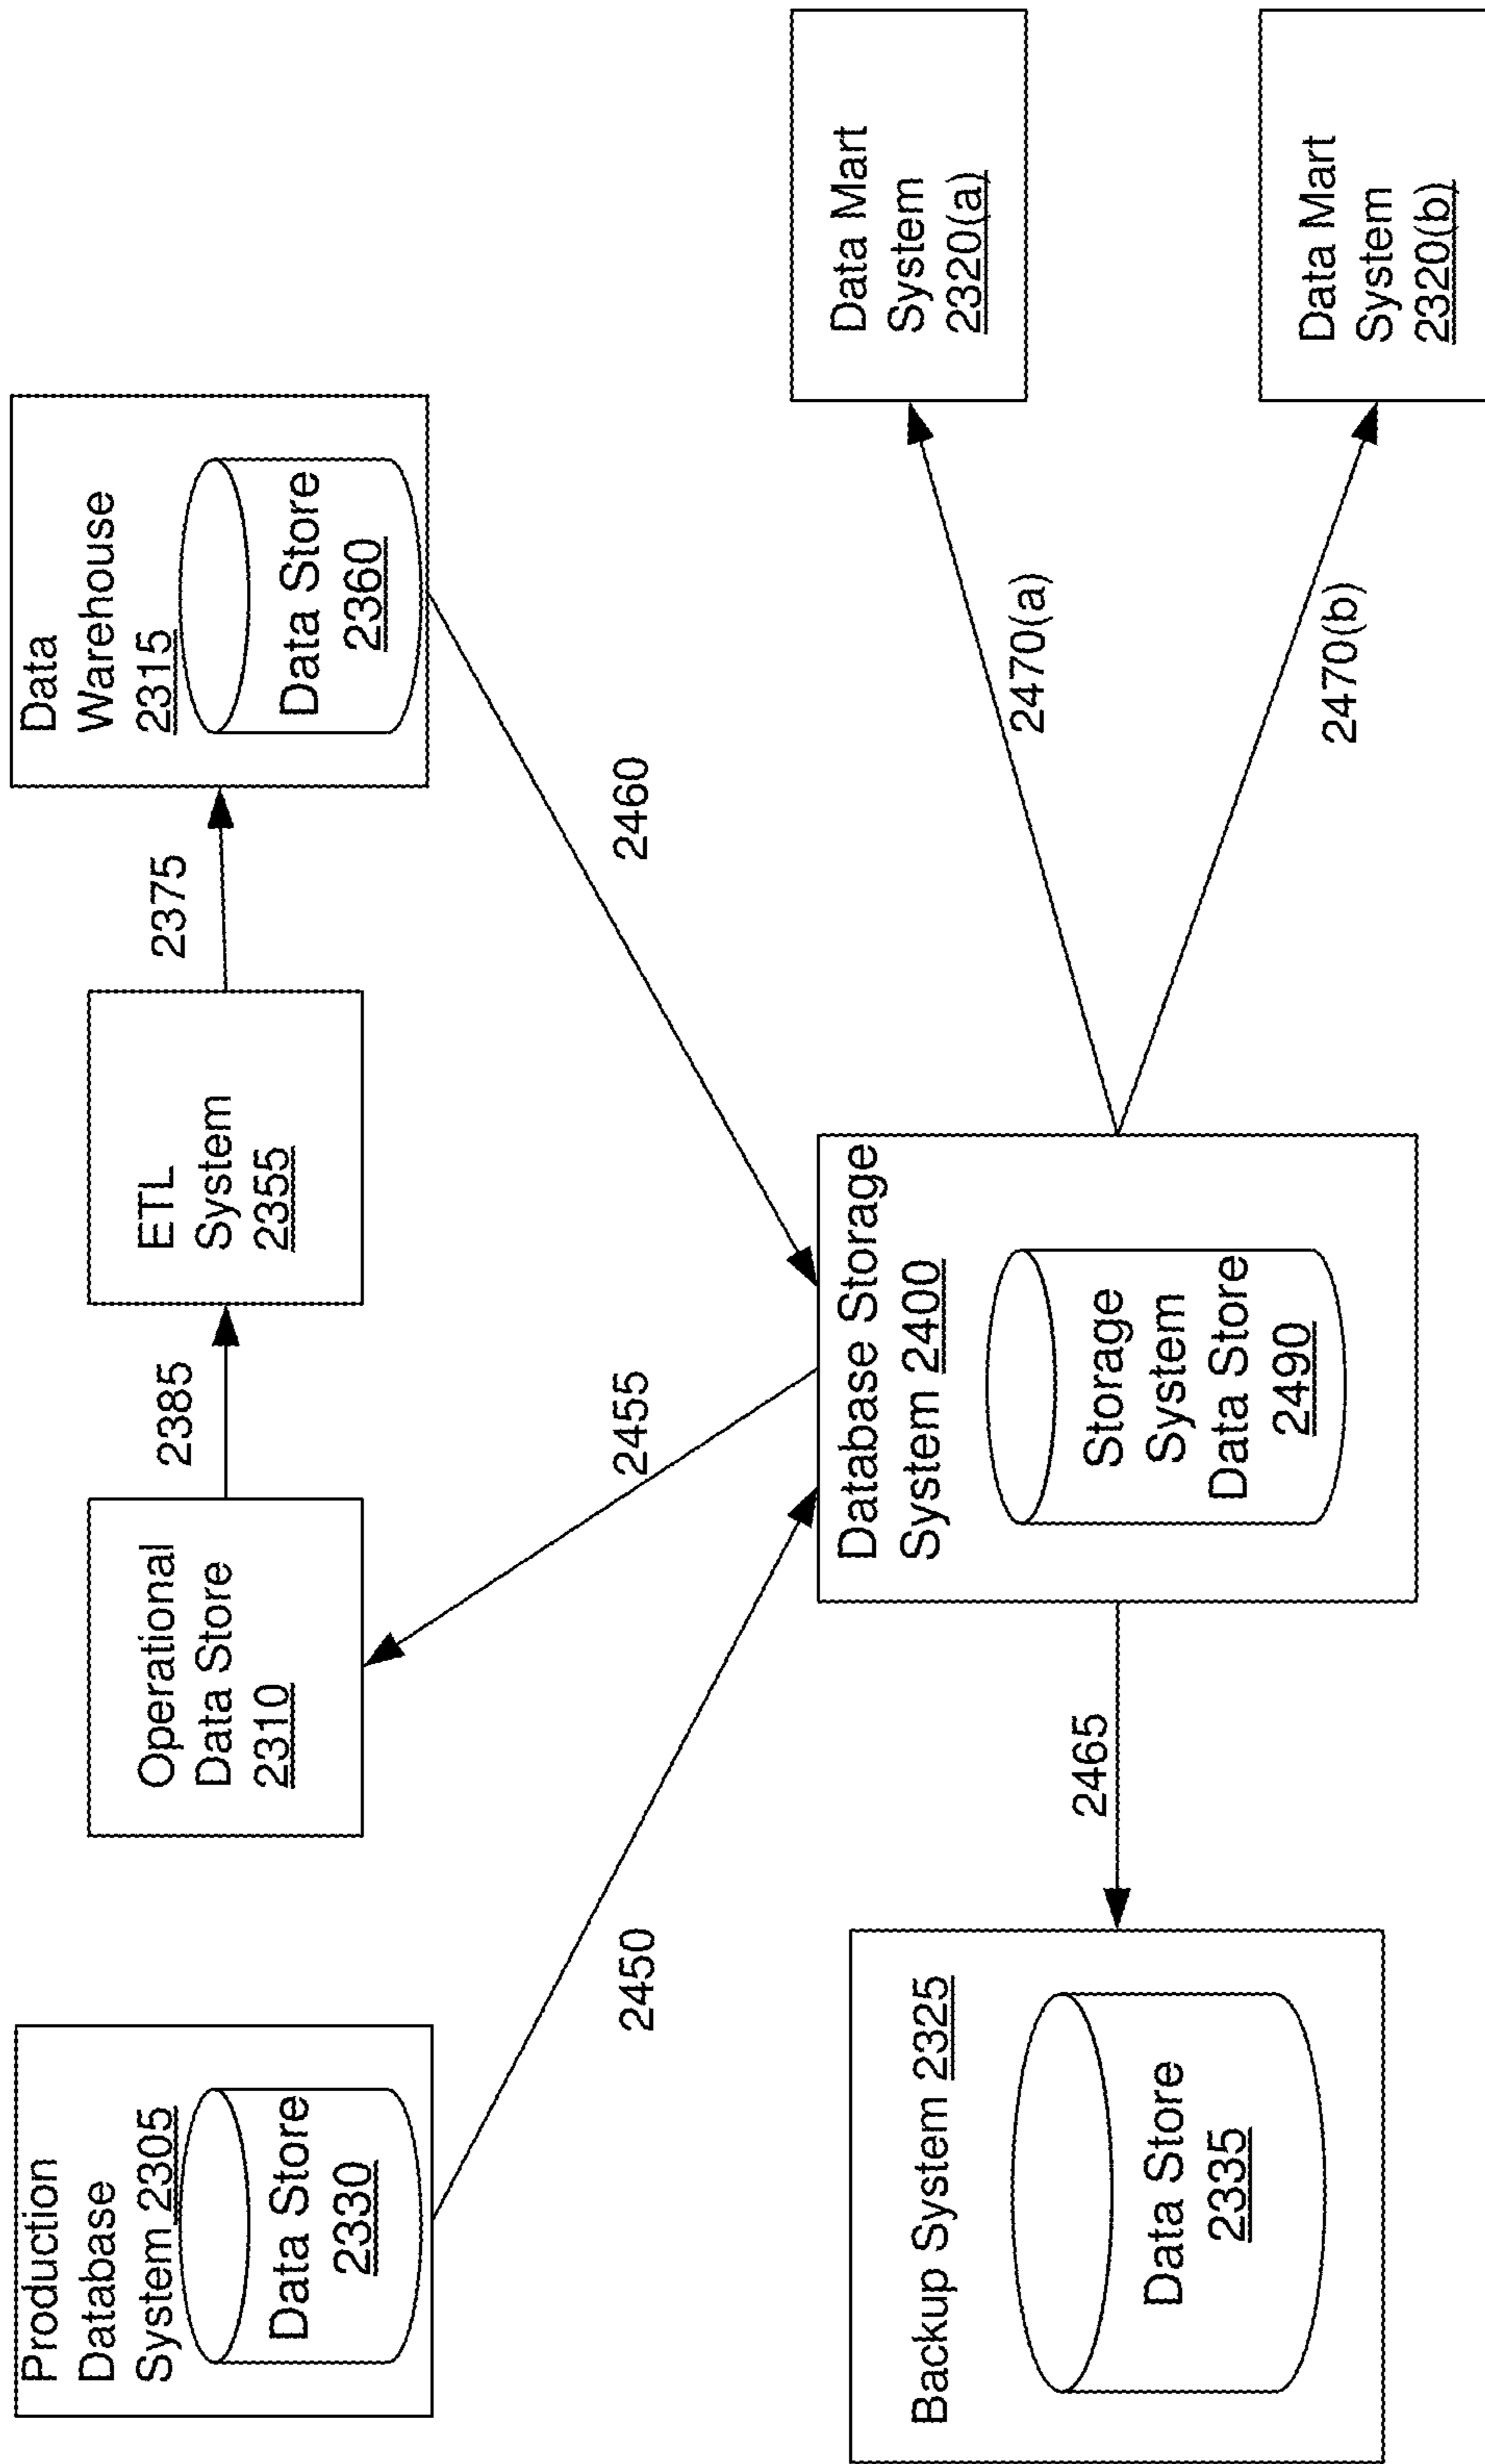 Production
Database
System 2305
Data Store
2330
Operational
Data Store
2310
2385
ETL
System
2355
2375
Data
Warehouse
2315
Data Store
2360
2450
2455
2460
Backup System 2325
Data Store
2335
2465
Database Storage
System 2400
Storage
System
Data Store
2490
2470(a)
2470(b)
Data Mart
System
2320(a)
Data Mart
System
2320(b)